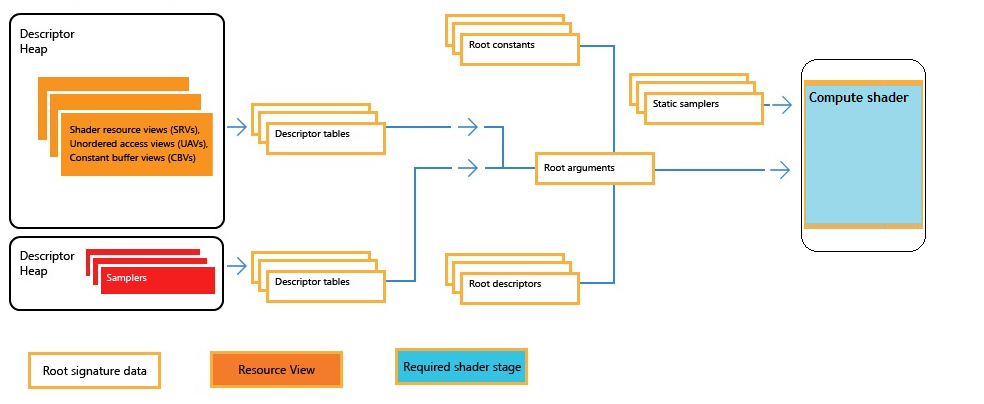 Descriptor
Heap
Shader resource views (SRVs),
Unordered access views (UAVs),
Constant buffer views (CBVs)
Descriptor tables
Root constants
Static samplers
Compute shader
Root arguments
Descriptor
Heap
Samplers
Descriptor tables
Root descriptors
Root signature data
Resource View
Required shader stage